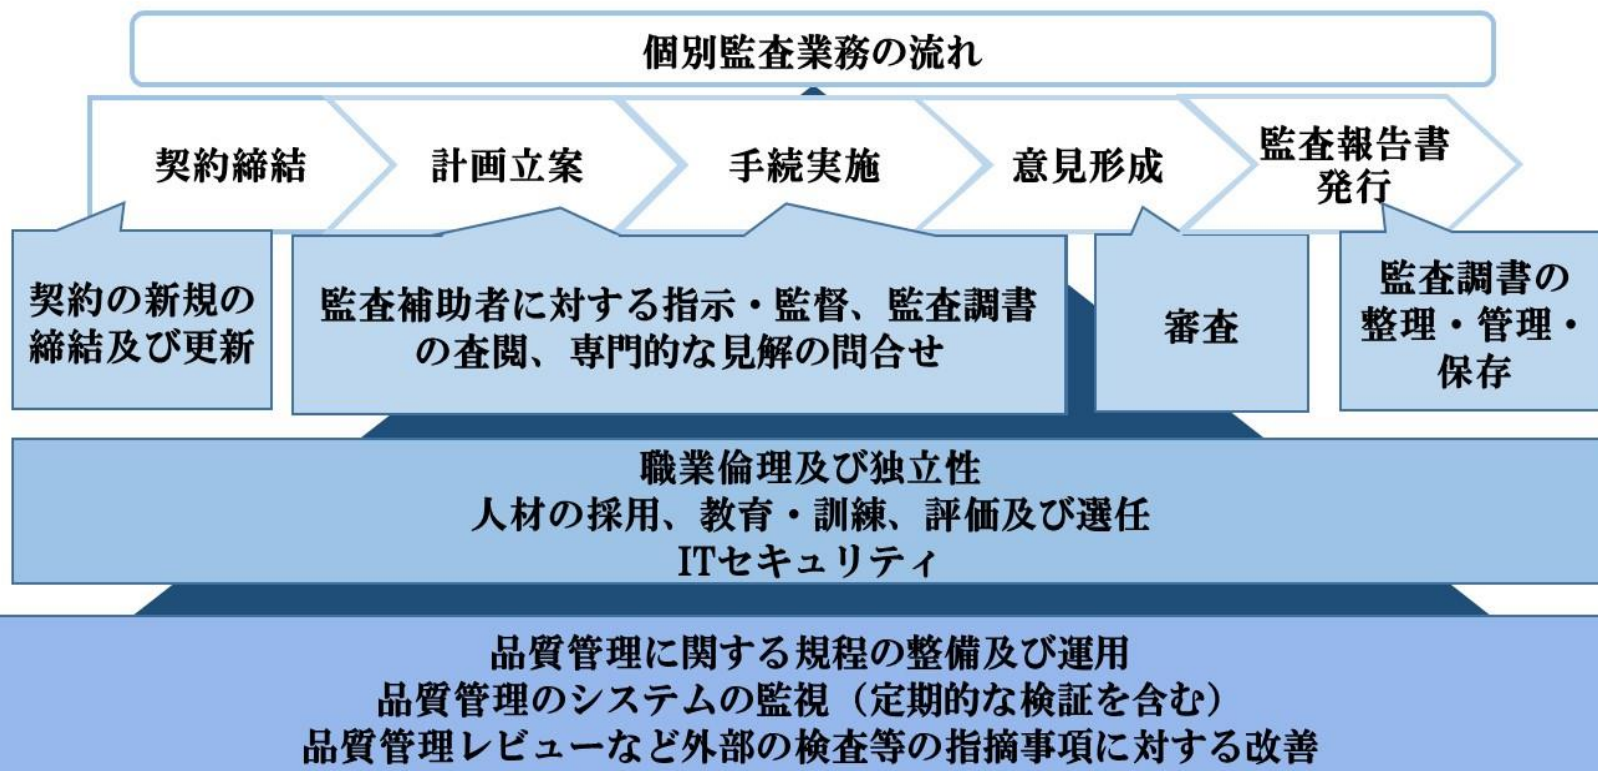 個別監査業務の流れ
契約締結
計画立案
手続実施
意見形成
監査報告書
発行
契約の新規の
締結及び更新
監査補助者に対する指示・監督、監査調書
の査閲、専門的な見解の問合せ
審査
監査調書の
整理・管理・
保存
職業倫理及び独立性
人材の採用、教育・訓練、評価及び選任
ITセキュリティ
品質管理に関する規程の整備及び運用
品質管理のシステムの監視（定期的な検証を含む）
品質管理レビューなど外部の検査等の指摘事項に対する改善